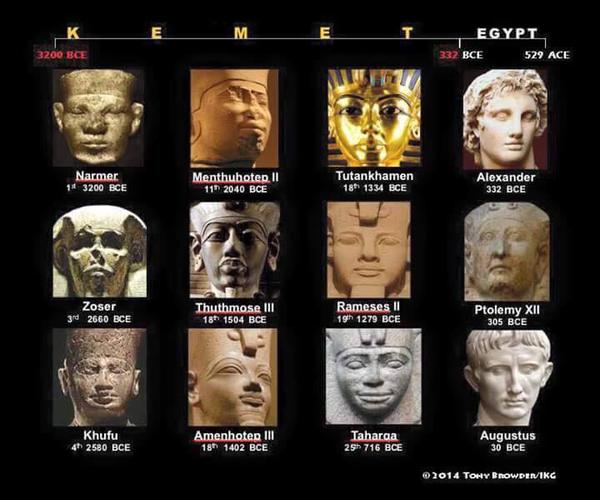 K E M E T EGYPT
3200 BCE 332 BCE 529 ACE
Narmer Menthuhotep II Tutankhamen Alexander
1st 3200 BCE 11th 2040 BCE 18th 1334 BCE 332 BCE
Zoser Thuthmose III Rameses II Ptolemy XII
3rd 2660 BCE 18th 1504 BCE 19th 1279 BCE 305 BCE
Khufu Amenhotep III Taharqa Augustus
4th 2580 BCE 18th 1402 BCE 25th 716 BCE 30 BCE
© 2014 Tony Browder/IKG